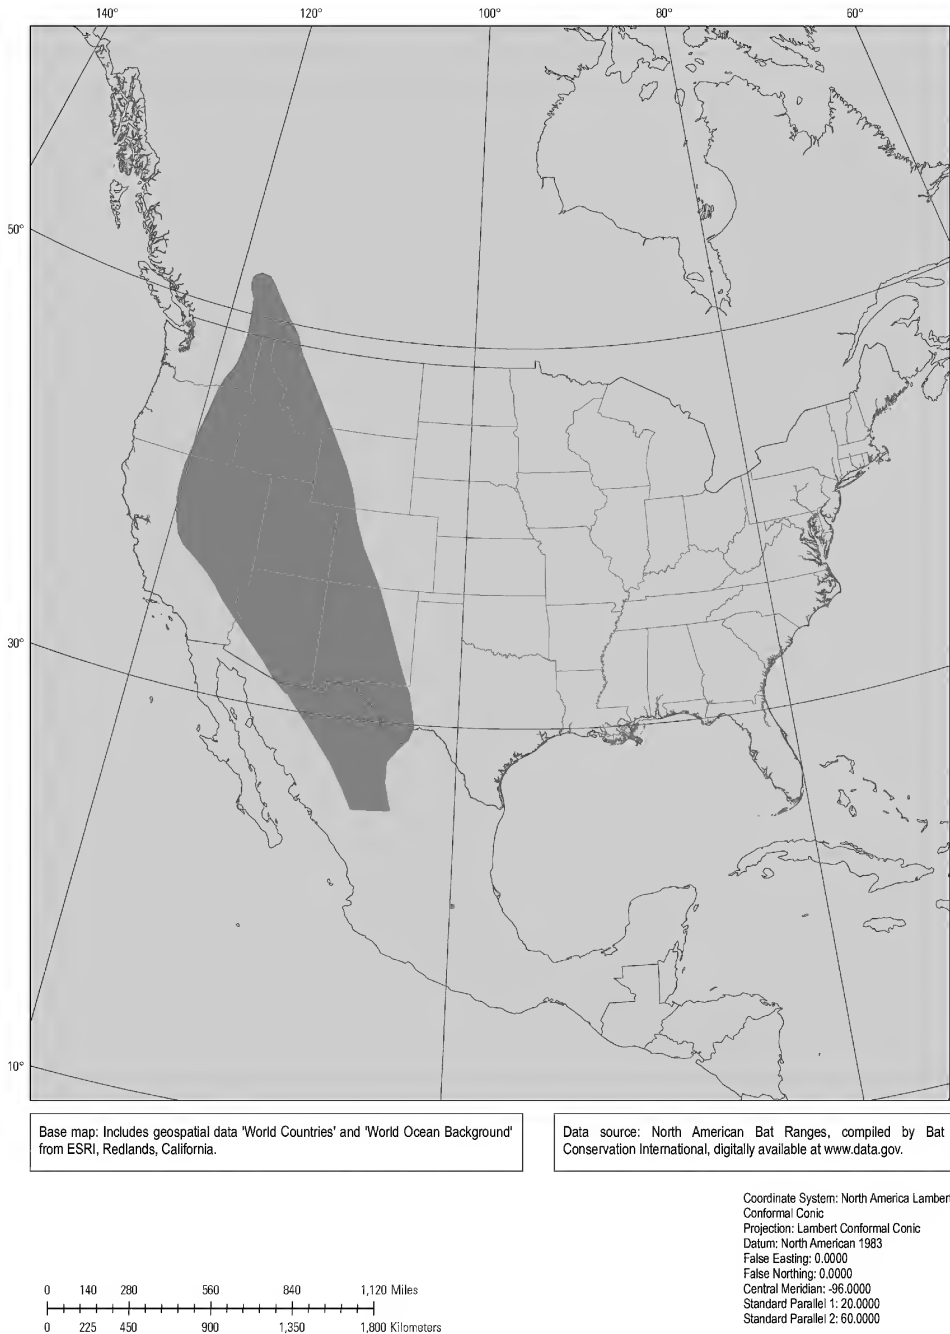 140° 120° 100° 80° 60°
50°
30°
10°
Base map: Includes geospatial data 'World Countries' and 'World Ocean Background'
from ESRI, Redlands, California.
Data source: North American Bat Ranges, compiled by Bat
Conservation International, digitally available at www.data.gov.
Coordinate System: North America Lambert
Conformal Conic
Projection: Lambert Conformal Conic
Datum: North American 1983
False Easting: 0.0000
False Northing: 0.0000
Central Meridian: -96.0000
Standard Parallel 1: 20.0000
Standard Parallel 2: 60.0000
0 140 280 560 840 1,120 Miles
0 225 450 900 1,350 1,800 Kilometers